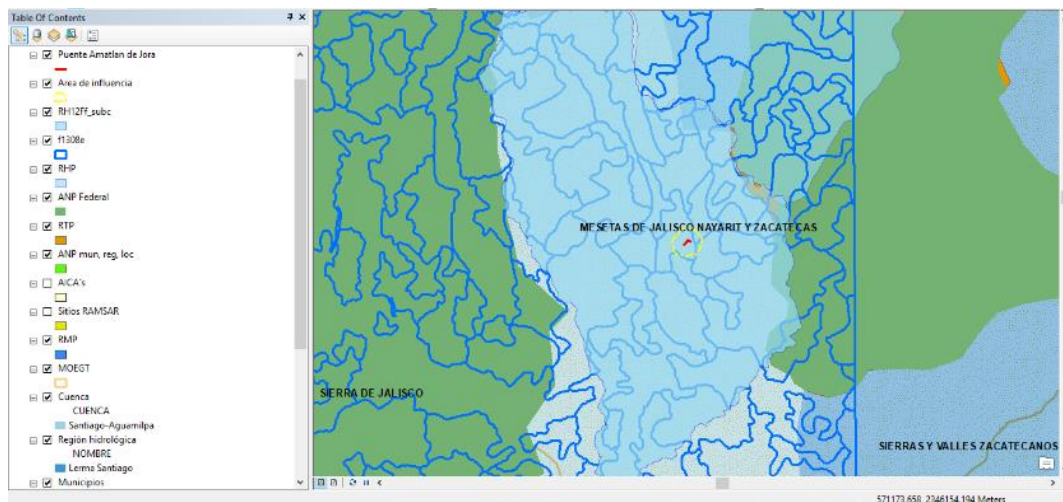 Table Of Contents
Puente Amatlan de Jora
Area de influencia
RH12Ff_subc
f1308e
RHP
ANP Federal
RTP
ANP mun, reg, loc
AICA's
Sitios RAMSAR
RMP
MOEGT
Cuenca
CUENCA
Santiago-Aguamilpa
Región hidrológica
NOMBRE
Lerma Santiago
Municipios
MESETAS DE JALISCO NAYARIT Y ZACATECAS
SIERRA DE JALISCO
SIERRAS Y VALLES ZACATECANOS
571173.658 2346154.194 Meters